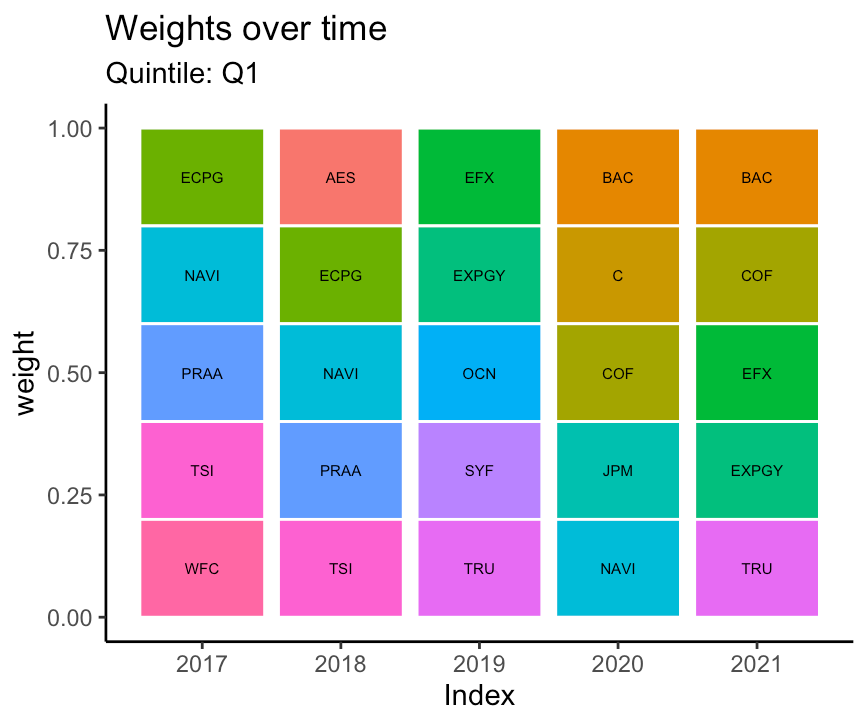 Weights over time
Quintile: Q1
weight
1.00
0.75
0.50
0.25
0.00
ECPG AES EFX BAC BAC
NAVI ECPG EXPGY C COF
PRAA NAVI OCN COF EFX
TSI PRAA SYF JPM EXPGY
WFC TSI TRU NAVI TRU
2017 2018 2019 2020 2021
Index